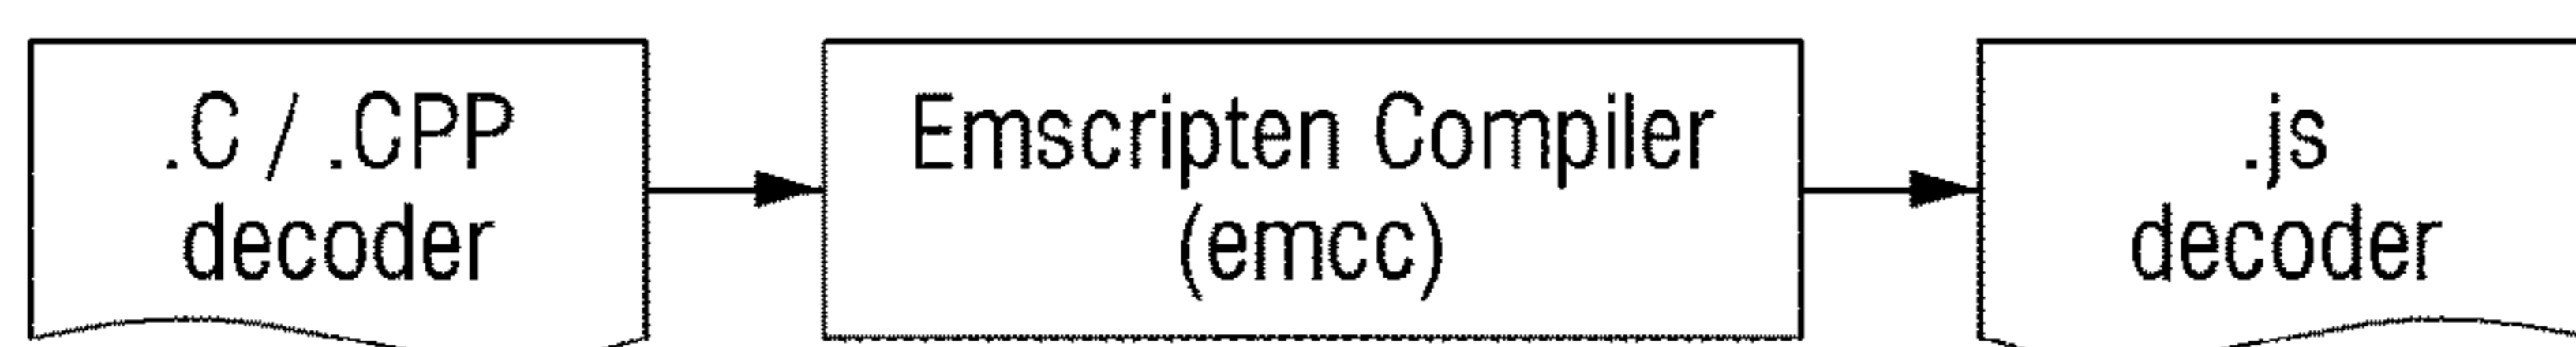 .C / .CPP
decoder
Emscripten Compiler
(emcc)
.js
decoder